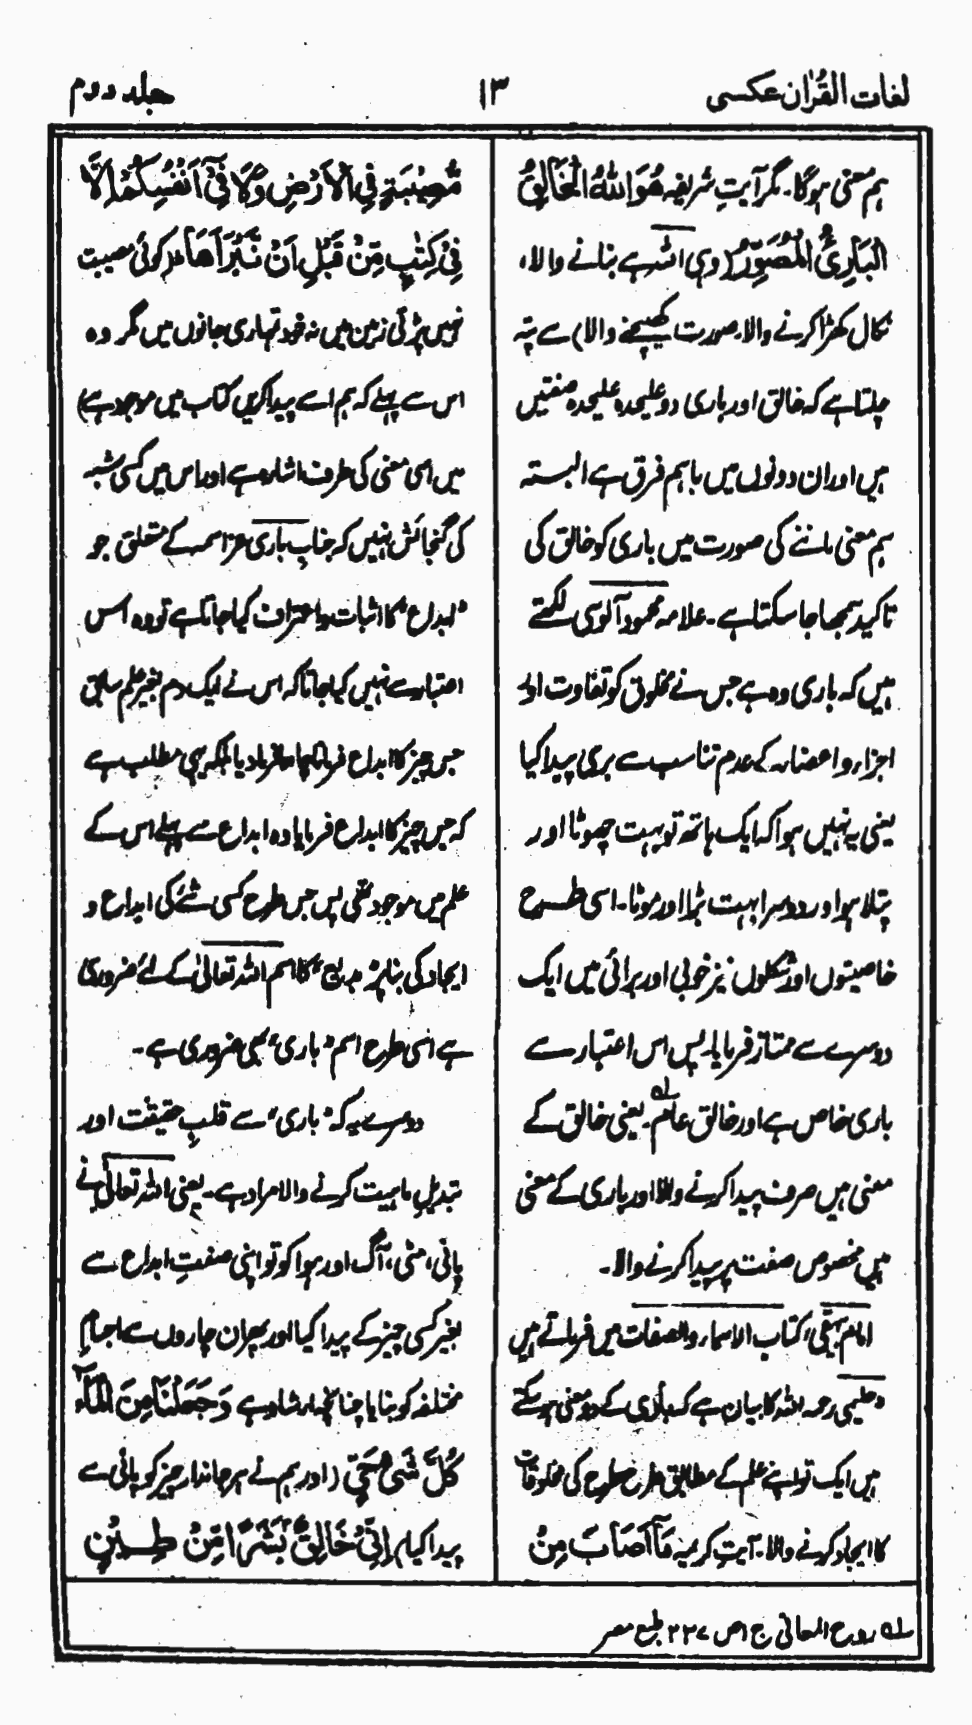 لغات القرآن عکسی
۱۳
جلد دوم
ہم معنی ہوگا۔ مگر آیتِ شریفہ هُوَ اللهُ الْخَالِقُ
الْبَارِئُ الْمُصَوِّرُ (وہی اللہ ہے بنانے والا،
نکال کھڑا کرنے والا۔ صورت کھینچنے والا) سے پتہ
چلتا ہے کہ خالق اور باری دو علیحدہ علیحدہ صفتیں
ہیں اور ان دونوں میں باہم فرق ہے البستہ
ہم معنی ماننے کی صورت میں باری کو خالق کی
تاکید سمجھا جا سکتا ہے۔ علامہ محمود آلوسی لکھتے
ہیں کہ باری وہ ہے جس نے مخلوق کو تفاوت اور
اجزاء و اعضاء کے عدم تناسب سے بری پیدا کیا
یعنی یہ نہیں ہوا کہ ایک ہاتھ تو بہت چھوٹا اور
پتلا ہوا ور دوسرا بہت بڑا اور موٹا۔ اسی طرح
خاصیتوں اور شکلوں نیز خوبی اور برائی میں ایک
دوسرے سے ممتاز فرمایا۔ پس اس اعتبار سے
باری خاص ہے اور خالق عام لہ۔ یعنی خالق کے
معنی ہیں صرف پیدا کرنے والا اور باری کے معنی
ہیں مخصوص صفت پر پیدا کرنے والا۔
امام بیہقی، کتاب الاسماء والصفات میں فرماتے ہیں
وحلیمی رحمہ اللہ کا بیان ہے کہ باری کے دو معنی ہو سکتے
ہیں ایک تو اپنے علم کے مطابق طرح طرح کی مخلوقات
کا ایجاد کرنے والا۔ آیتِ کریمہ مَآ أَصَابَ مِنْ
مُّصِيْبَةٍ فِي الْاَرْضِ وَلَا فِيْٓ اَنْفُسِكُمْ اِلَّا
فِيْ كِتٰبٍ مِّنْ قَبْلِ اَنْ نَّبْرَاَهَا (کوئی مصیبت
نہیں پڑتی زمین میں نہ خود تمہاری جانوں میں مگر وہ
اس سے پہلے کہ ہم اسے پیدا کریں کتاب میں موجود ہے)
میں اسی معنی کی طرف اشارہ ہے اور اس میں کسی شبہ
کی گنجائش نہیں کہ جنابِ باری عز اسمہ کے متعلق جو
"ابداع" کا اثبات و اعتراف کیا جاتا ہے تو وہ اس
اعتبار سے نہیں کیا جاتا کہ اس نے ایک دم بغیر علم سابق
جس چیز کا ابداع فرمانا چاہا فرما دیا بلکہ یہی مطلب ہے
کہ جس چیز کا ابداع فرمایا وہ ابداع سے پہلے اس کے
علم میں موجود تھی پس جس طرح کسی شئے کی ابداع و
ایجاد کی بنا پر "بدیع" کا اسم اللہ تعالیٰ کے لئے ضروری
ہے اسی طرح اسم "باری" بھی ضروری ہے۔
دوسرے یہ کہ "باری" سے قلبِ حقیقت اور
تبدیلِ ماہیت کرنے والا مراد ہے۔ یعنی اللہ تعالیٰ نے
پانی، مٹی، آگ اور ہوا کو تو اپنی صفتِ ابداع سے
بغیر کسی چیز کے پیدا کیا اور پھر ان چاروں سے اجسامِ
مختلفہ کو بنایا چنانچہ ارشاد ہے وَجَعَلْنَا مِنَ الْمَآءِ
كُلَّ شَيْءٍ حَيٍّ (اور ہم نے ہر جاندار چیز کو پانی سے
پیدا کیا) اِنِّيْ خَالِقٌۢ بَشَرًا مِّنْ طِيْنٍ
لہ روح المعانی ج ۱ ص ۲۳۷ طبع مصر